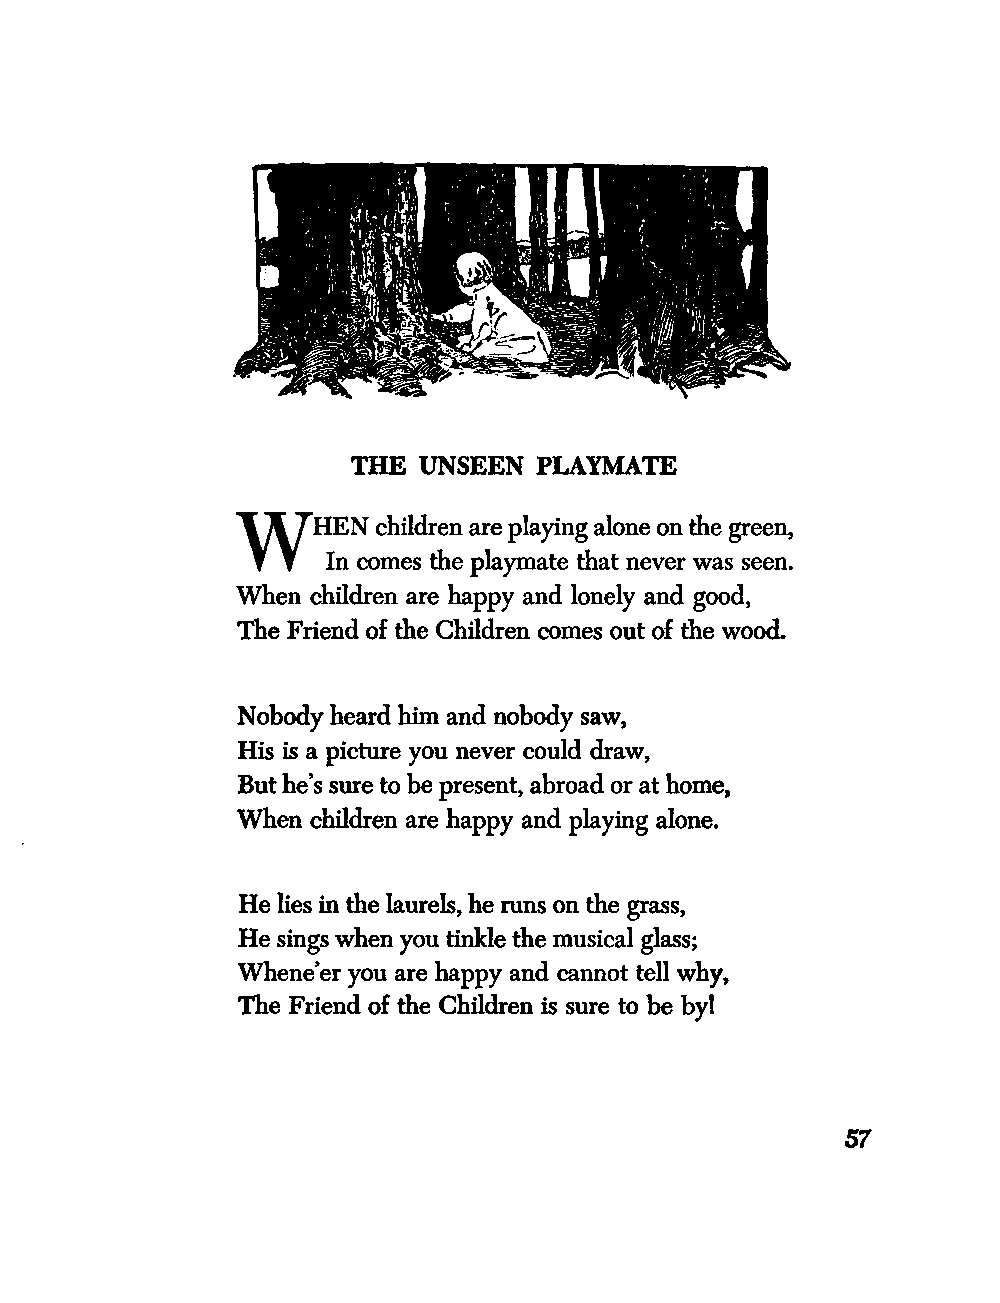 THE UNSEEN PLAYMATE
WHEN children are playing alone on the green,
In comes the playmate that never was seen.
When children are happy and lonely and good,
The Friend of the Children comes out of the wood.
Nobody heard him and nobody saw,
His is a picture you never could draw,
But he's sure to be present, abroad or at home,
When children are happy and playing alone.
He lies in the laurels, he runs on the grass,
He sings when you tinkle the musical glass;
Whene'er you are happy and cannot tell why,
The Friend of the Children is sure to be by!
57